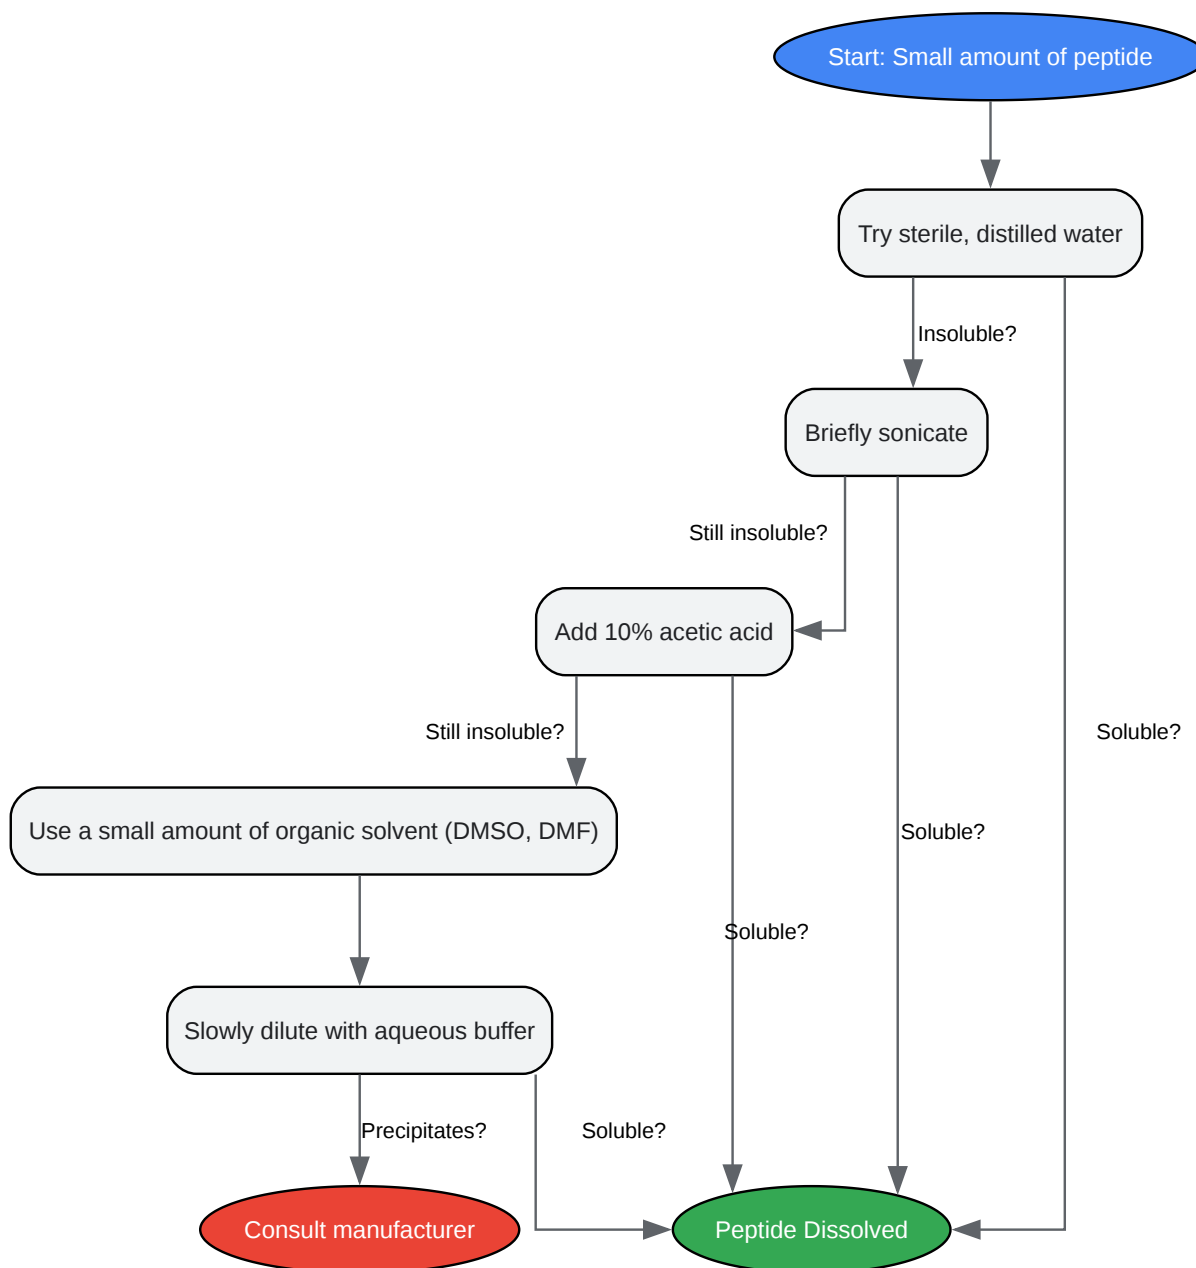 Start: Small amount of peptide
Try sterile, distilled water
Insoluble?
Briefly sonicate
Still insoluble?
Add 10% acetic acid
Still insoluble?
Soluble?
Use a small amount of organic solvent (DMSO, DMF)
Soluble?
Soluble?
Slowly dilute with aqueous buffer
Precipitates?
Soluble?
Consult manufacturer
Peptide Dissolved